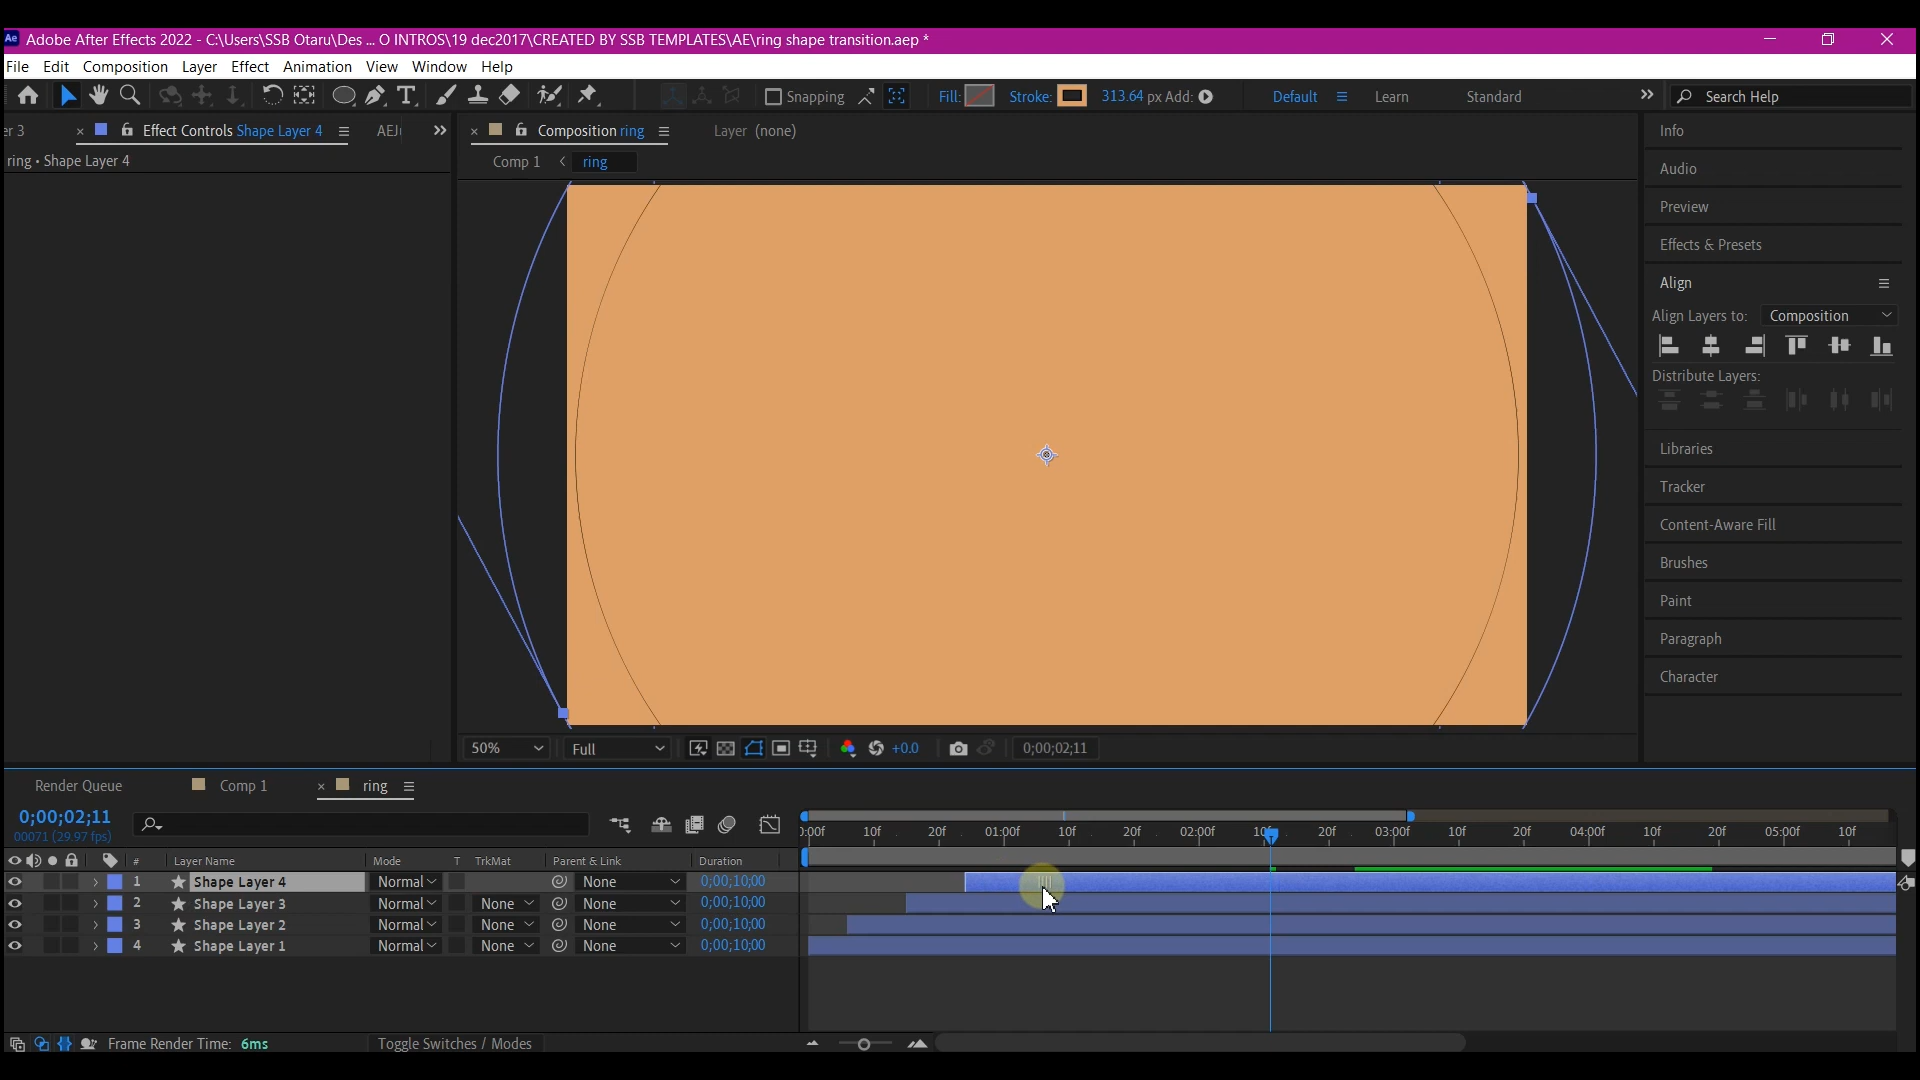 Ae Adobe After Effects 2022 - C:\Users\SSB Otaru\Des ... O INTROS\19 dec2017\CREATED BY SSB TEMPLATES\AE\ring shape transition.aep *
File Edit Composition Layer Effect Animation View Window Help
Snapping Fill: Stroke: 313.64 px Add: Default Learn Standard Search Help
er 3 Effect Controls Shape Layer 4 Composition ring Layer (none) Info
ring • Shape Layer 4 Comp 1 ring
Audio
Preview
Effects & Presets
Align
Align Layers to: Composition
Distribute Layers:
Libraries
Tracker
Content-Aware Fill
Brushes
Paint
Paragraph
Character
50% Full +0.0 0;00;02;11
Render Queue Comp 1 ring
0;00;02;11
00071 (29.97 fps)
10f 20f 01:00f 10f 20f 02:00f 20f 03:00f 10f 20f 04:00f 10f 20f 05:00f 10f
# Layer Name Mode T TrkMat Parent & Link Duration
1 Shape Layer 4 Normal None 0;00;10;00
2 Shape Layer 3 Normal None None 0;00;10;00
3 Shape Layer 2 Normal None None 0;00;10;00
4 Shape Layer 1 Normal None None 0;00;10;00
Frame Render Time: 6ms Toggle Switches / Modes